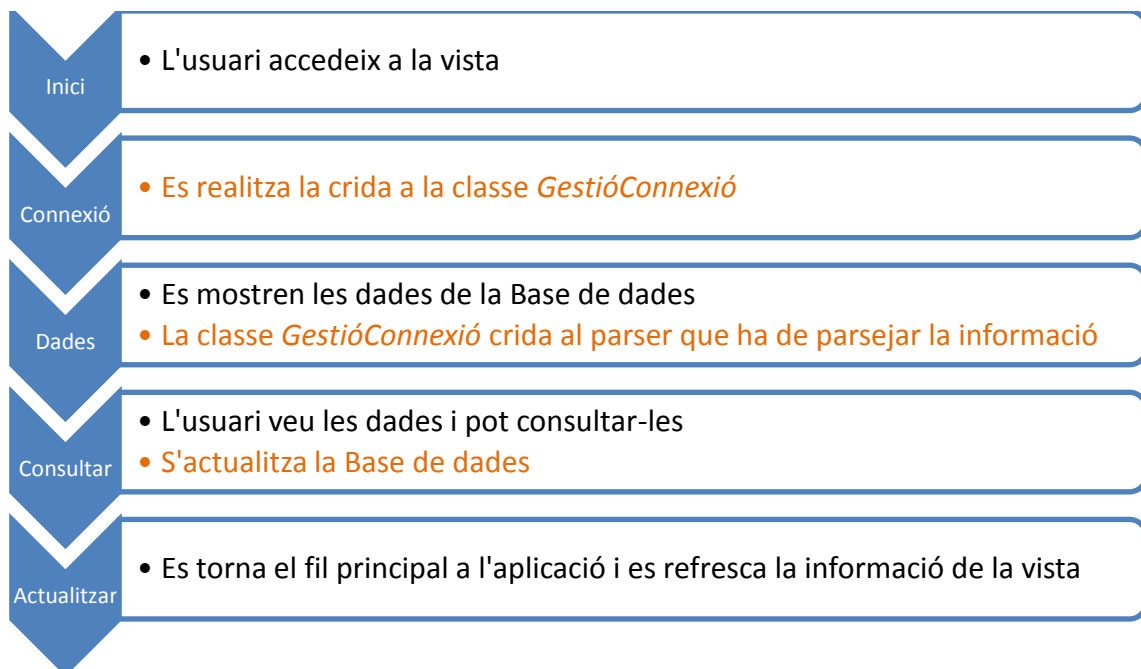 Inici
• L'usuari accedeix a la vista
Connexió
• Es realitza la crida a la classe GestióConnexió
Dades
• Es mostren les dades de la Base de dades
• La classe GestióConnexió crida al parser que ha de parsejar la informació
Consultar
• L'usuari veu les dades i pot consultar-les
• S'actualitza la Base de dades
Actualitzar
• Es torna el fil principal a l'aplicació i es refresca la informació de la vista